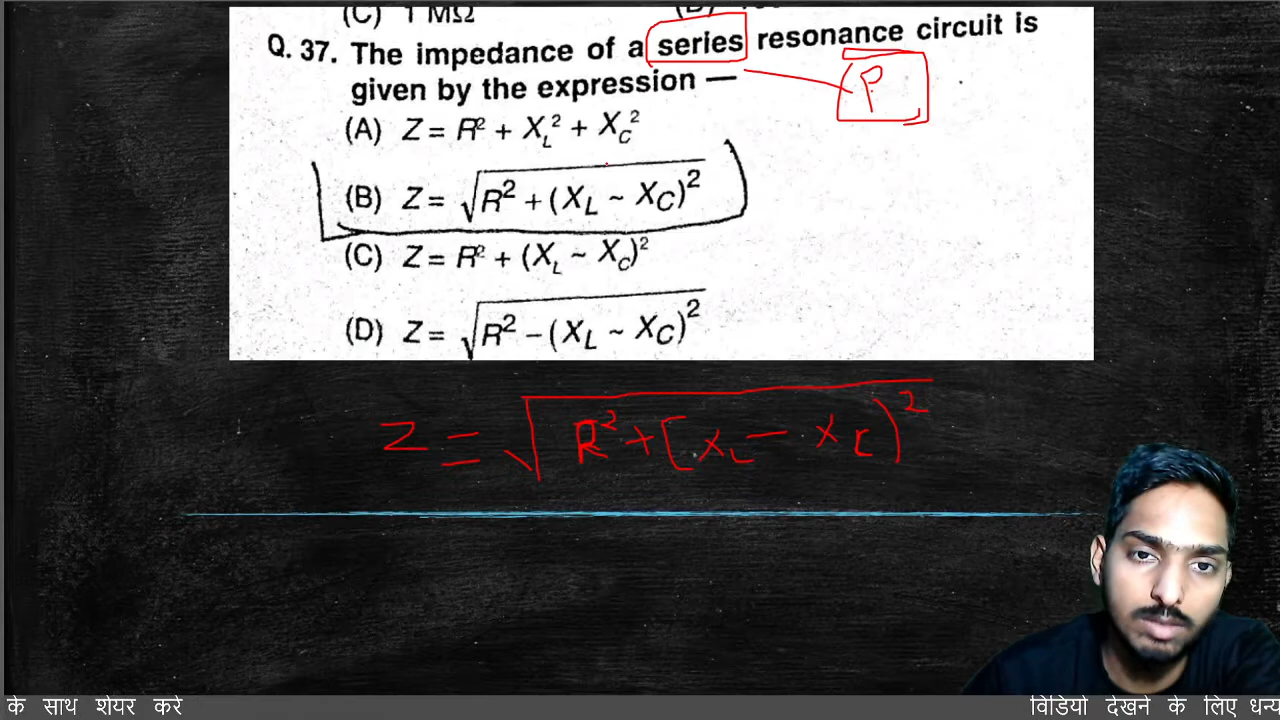 (C) 1 MΩ
Q. 37. The impedance of a series resonance circuit is
given by the expression —
P
(A) Z = R² + X_L² + X_C²
(B) Z = √(R² + (X_L ~ X_C)²)
(C) Z = R² + (X_L ~ X_C)²
(D) Z = √(R² − (X_L ~ X_C)²)
Z = √(R² + [X_L − X_C)²
के साथ शेयर करे
विडियो देखने के लिए धन्य